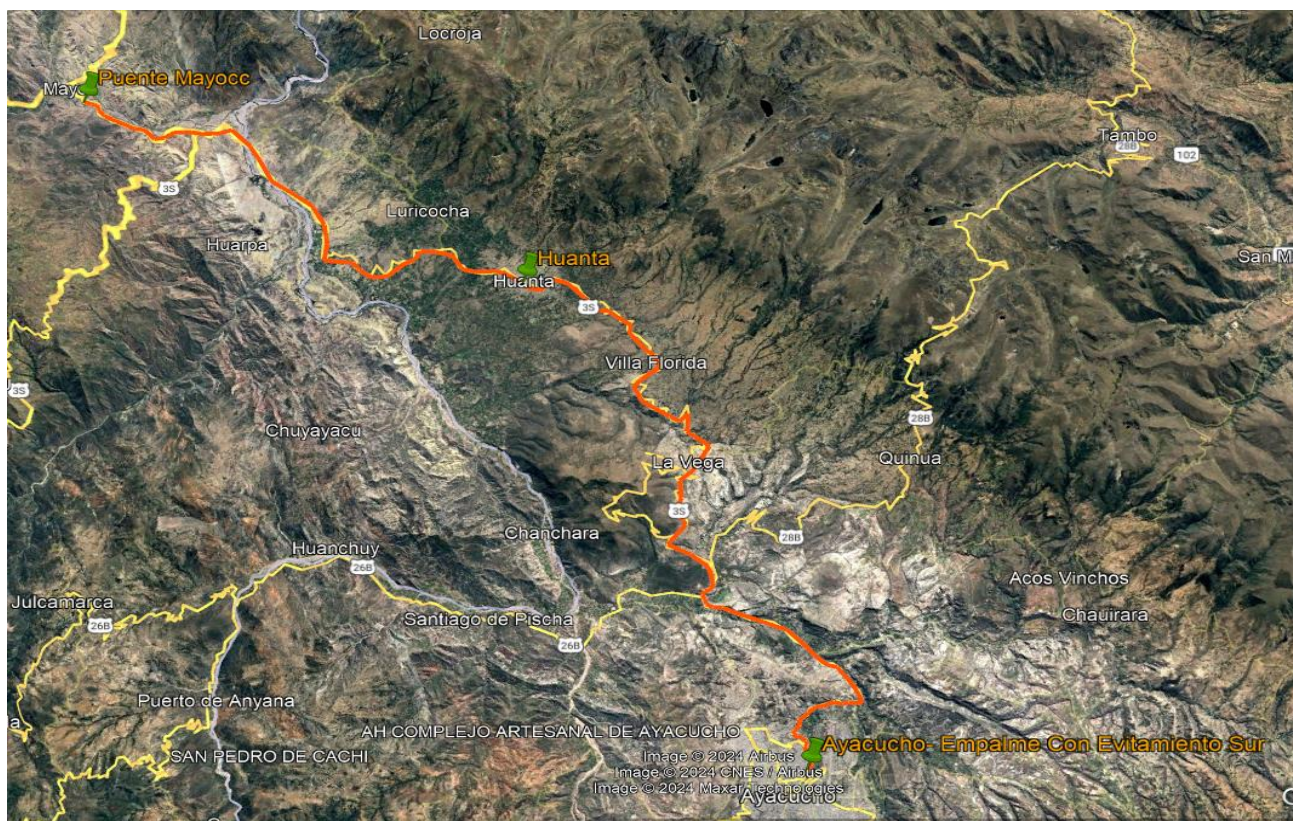 Locroja
Puente Mayocc
Tambo
28B
102
3S
Luricocha
Huarpa
Huanta
San M
Huanta
3S
Villa Florida
3S
28B
Chuyayacu
Quinua
La Vega
3S
Chanchara
28B
Huanchuy
26B
Acos Vinchos
Julcamarca
Chauirara
26B
Santiago de Pischa
26B
Puerto de Anyana
AH COMPLEJO ARTESANAL DE AYACUCHO
Ayacucho- Empalme Con Evitamiento Sur
SAN PEDRO DE CACHI
Image © 2024 Airbus
Image © 2024 CNES / Airbus
Image © 2024 Maxar Technologies
Ayacucho